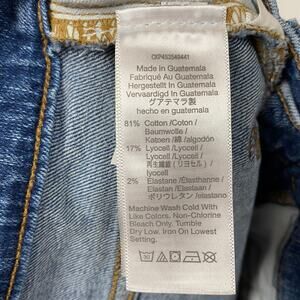 CKP453549441
Made in Guatemala
Fabriqué Au Guatemala
Hergestellt In Guatemala
Vervaardigd In Guatemala
グアテマラ製
hecho en guatemala
81% Cotton /Coton /
Baumwolle /
Katoen /綿 /algodón
17% Lyocell /Lyocell /
Lyocell /Lyocell /
再生繊維 (リヨセル) /
lyocell
2% Elastane /Élasthanne /
Elastan /Elastaan /
ポリウレタン /elastano
Machine Wash Cold With
Like Colors. Non-Chlorine
Bleach Only. Tumble
Dry Low. Iron On Lowest
Setting.